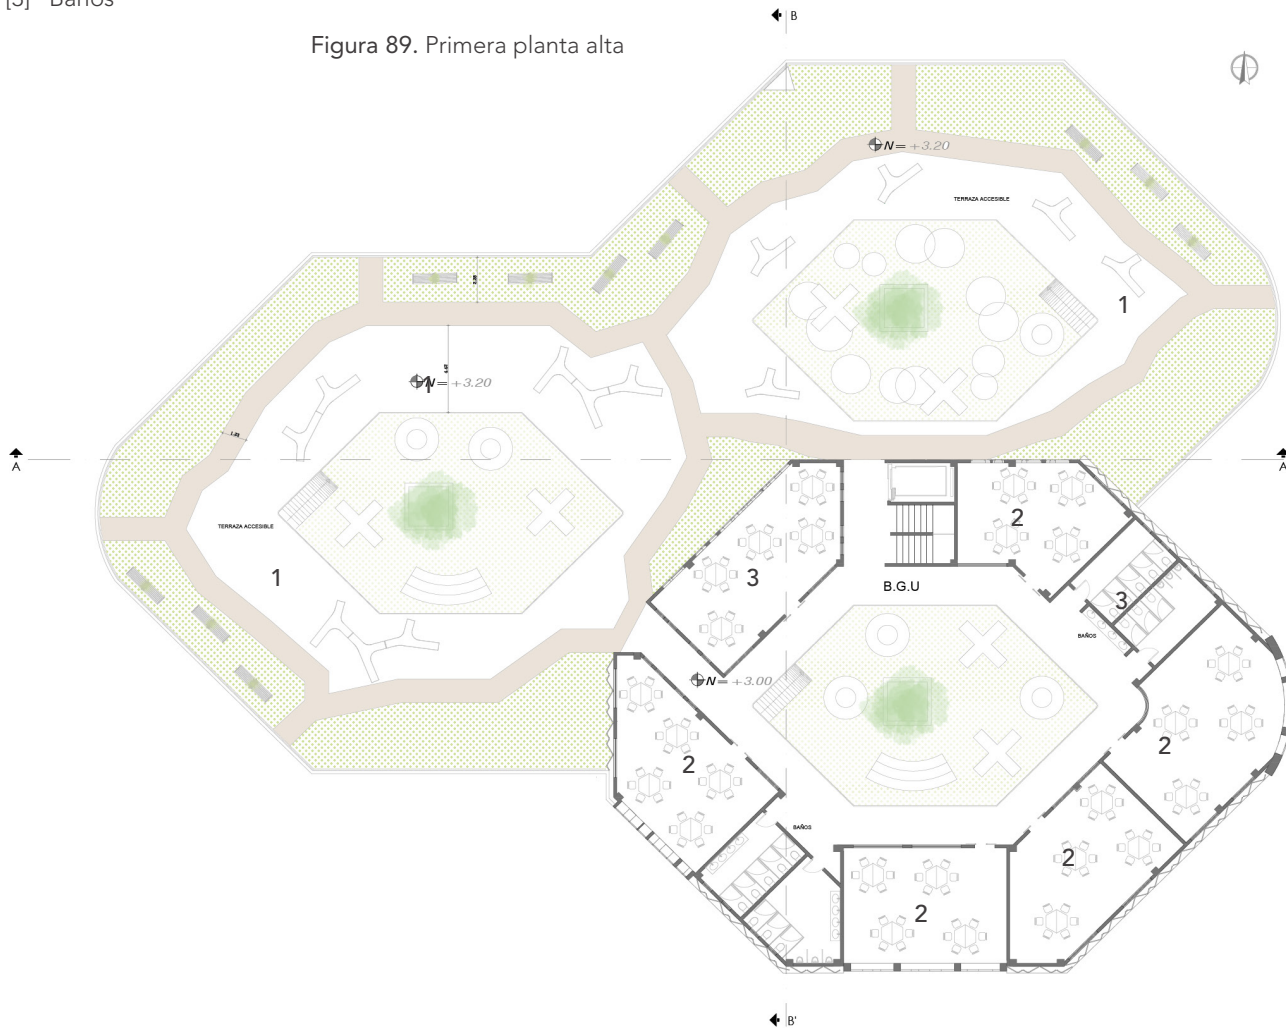 [3] Baños
B
Figura 89. Primera planta alta
N= +3.20
TERRAZA ACCESIBLE
1
1
N= +3.20
A
A
2
TERRAZA ACCESIBLE
1
3
B.G.U
3
BAÑOS
N= +3.00
2
2
BAÑOS
2
2
B'